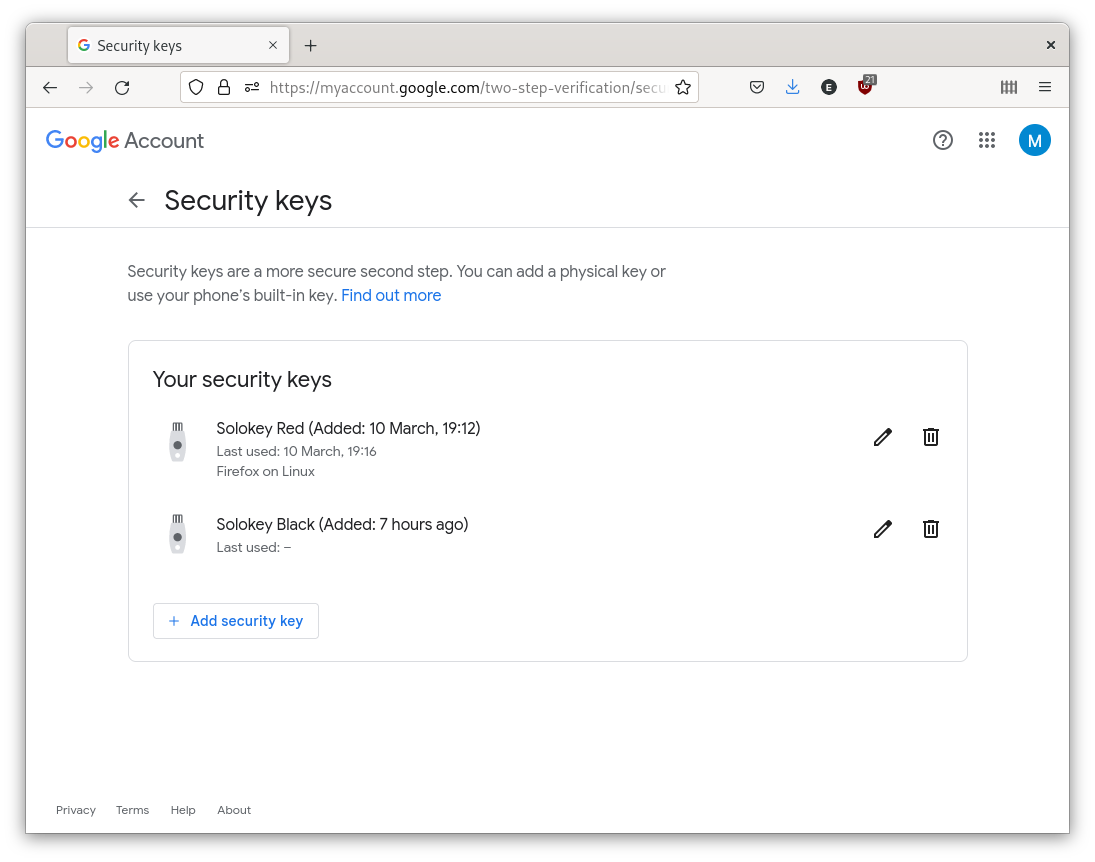 Security keys
https://myaccount.google.com/two-step-verification/secu
E
21
Google Account
M
Security keys
Security keys are a more secure second step. You can add a physical key or
use your phone’s built-in key. Find out more
Your security keys
Solokey Red (Added: 10 March, 19:12)
Last used: 10 March, 19:16
Firefox on Linux
Solokey Black (Added: 7 hours ago)
Last used: –
Add security key
Privacy Terms Help About